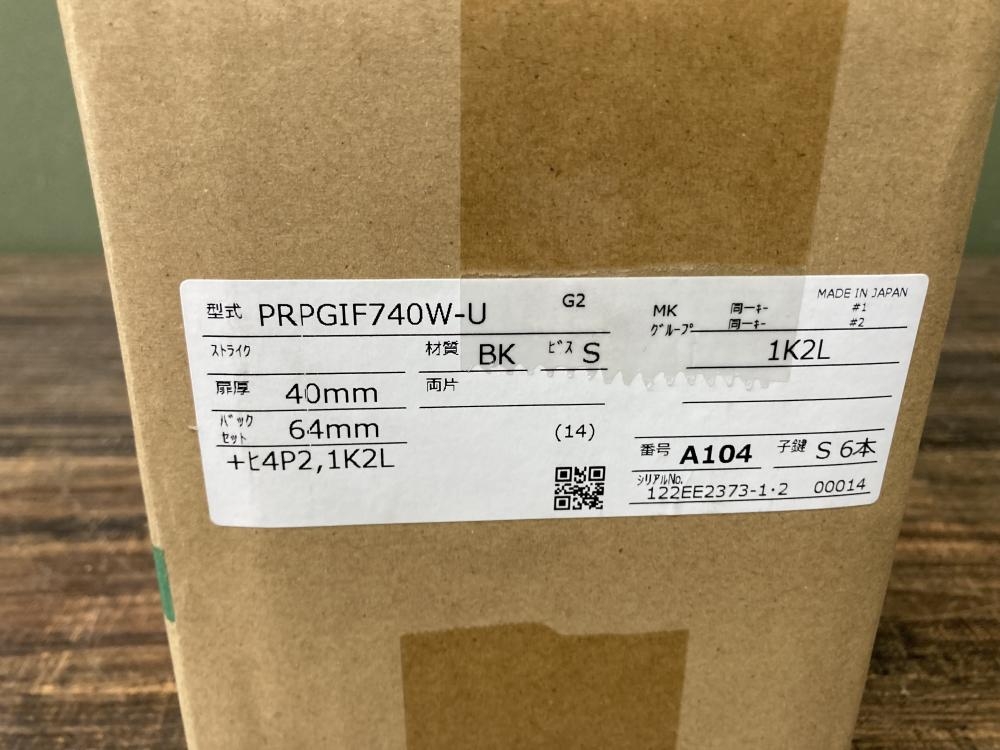 型式 PRPGIF740W-U G2
MK グループ 同一キー #1
同一キー #2
MADE IN JAPAN
ストライク 材質 BK ビス S 1K2L
扉厚 40mm 両片
バックセット 64mm (14)
+ヒ4P2,1K2L
番号 A104 子鍵 S 6本
シリアルNo. 122EE2373-1・2 00014